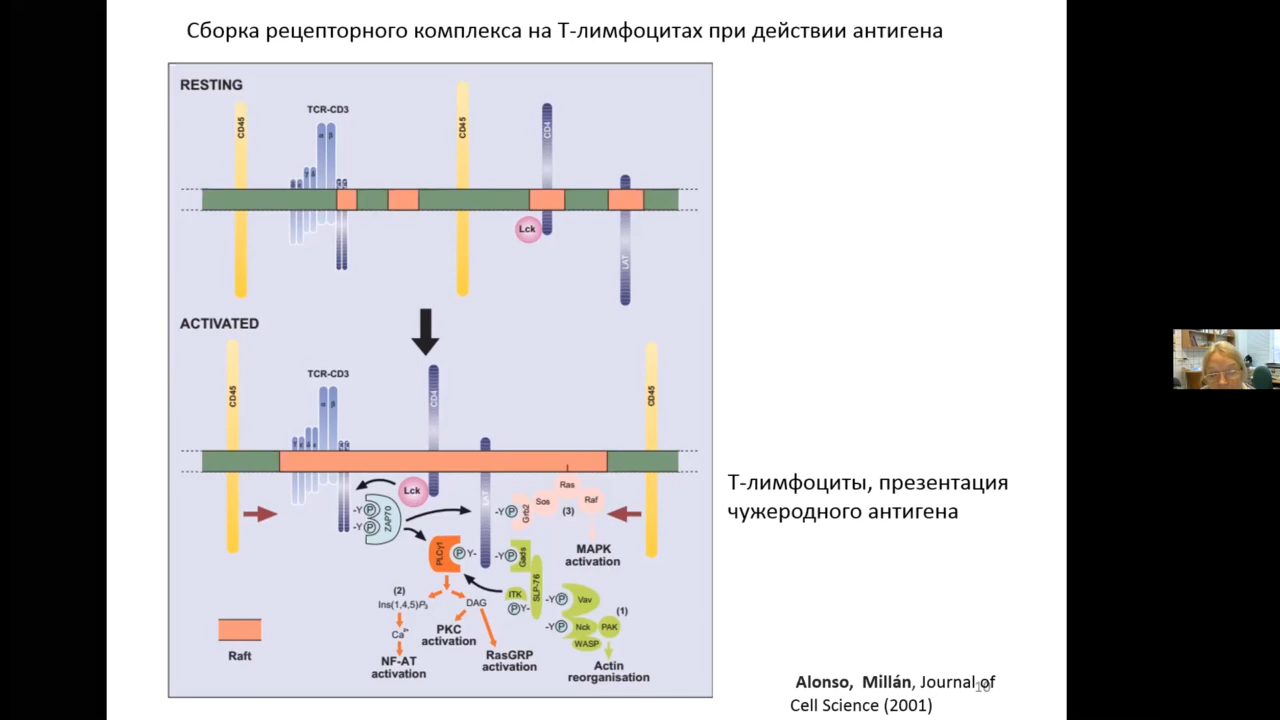 Сборка рецепторного комплекса на Т-лимфоцитах при действии антигена
RESTING
TCR-CD3
CD45
α β
CD45
CD4
Lck
LAT
ACTIVATED
TCR-CD3
CD45
α β
CD4
CD45
Lck
LAT
ZAP70
-Y P
-Y P
-Y P
Grb2
Sos
Ras
Raf
(3)
MAPK
activation
PLCγ1
P Y-
-Y P
Gads
SLP-76
ITK
P Y-
-Y P
Vav
(1)
-Y P
Nck
PAK
WASP
Actin
reorganisation
(2)
Ins(1,4,5)P3
DAG
Ca2+
PKC
activation
NF-AT
activation
RasGRP
activation
Raft
Т-лимфоциты, презентация
чужеродного антигена
Alonso, Millán, Journal of
Cell Science (2001)